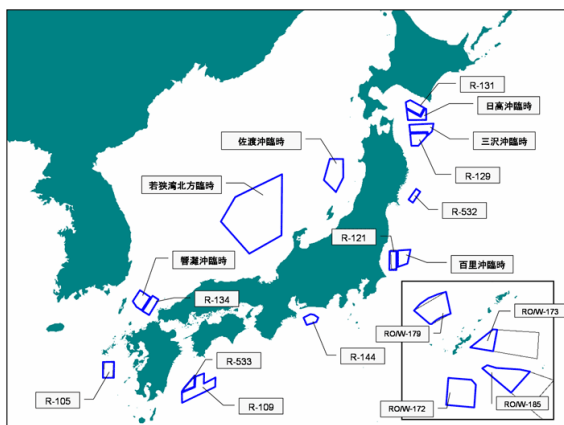 R-131
日高沖臨時
三沢沖臨時
佐渡沖臨時
R-129
若狭湾北方臨時
R-532
R-121
百里沖臨時
響灘沖臨時
R-134
RO/W-173
RO/W-179
R-144
R-533
R-105
R-109
RO/W-172
RO/W-185